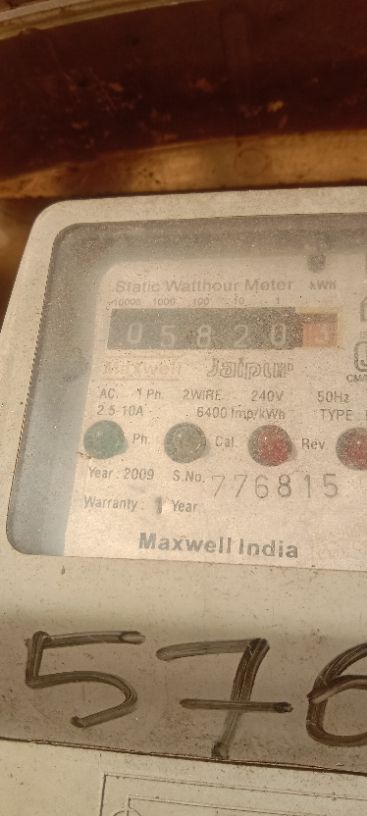 Static Watthour Meter kWh
10000 1000 100 10 1
0 5 8 2 0
Maxwell Jaipur
AC. 1 Ph. 2WIRE 240V 50Hz
2.5-10A 6400 Imp/kWh TYPE
Ph. Cal. Rev
Year : 2009 S.No. 776815
Warranty : 1 Year
Maxwell India
576